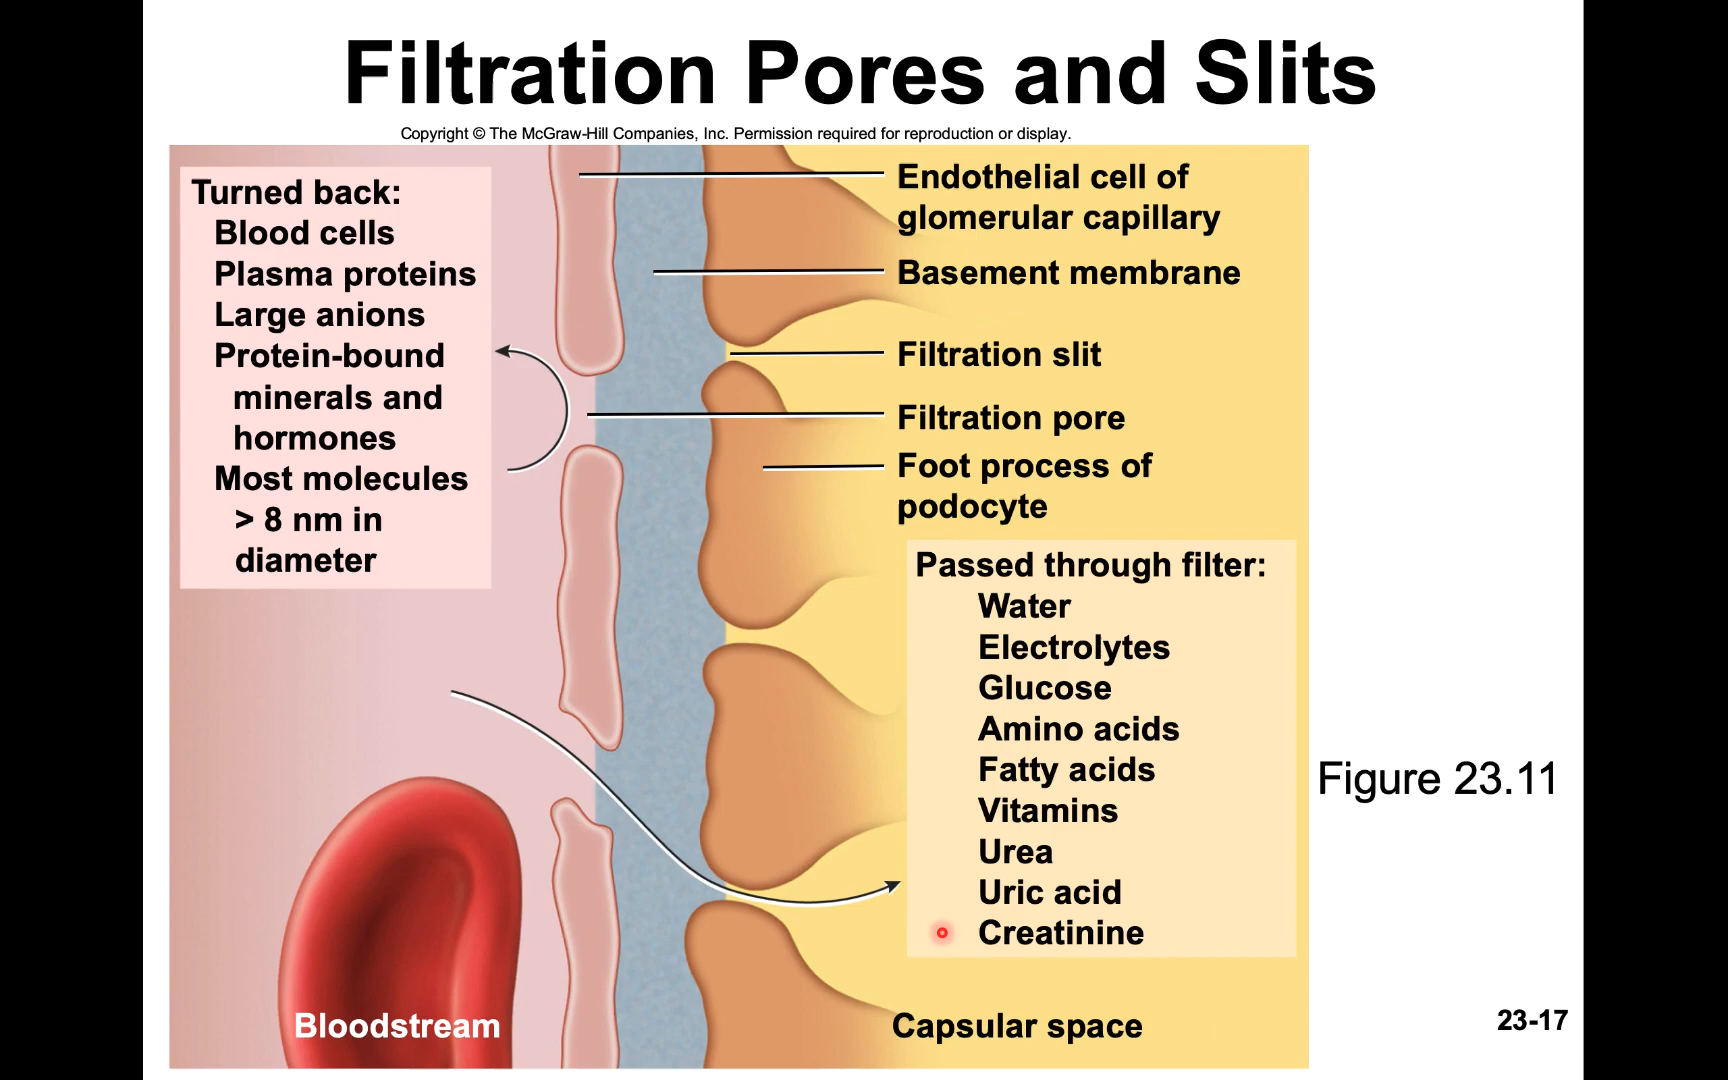 Filtration Pores and Slits
Copyright © The McGraw-Hill Companies, Inc. Permission required for reproduction or display.
Turned back:
Blood cells
Plasma proteins
Large anions
Protein-bound
minerals and
hormones
Most molecules
> 8 nm in
diameter
Endothelial cell of
glomerular capillary
Basement membrane
Filtration slit
Filtration pore
Foot process of
podocyte
Passed through filter:
Water
Electrolytes
Glucose
Amino acids
Fatty acids
Vitamins
Urea
Uric acid
Creatinine
Figure 23.11
Bloodstream
Capsular space
23-17